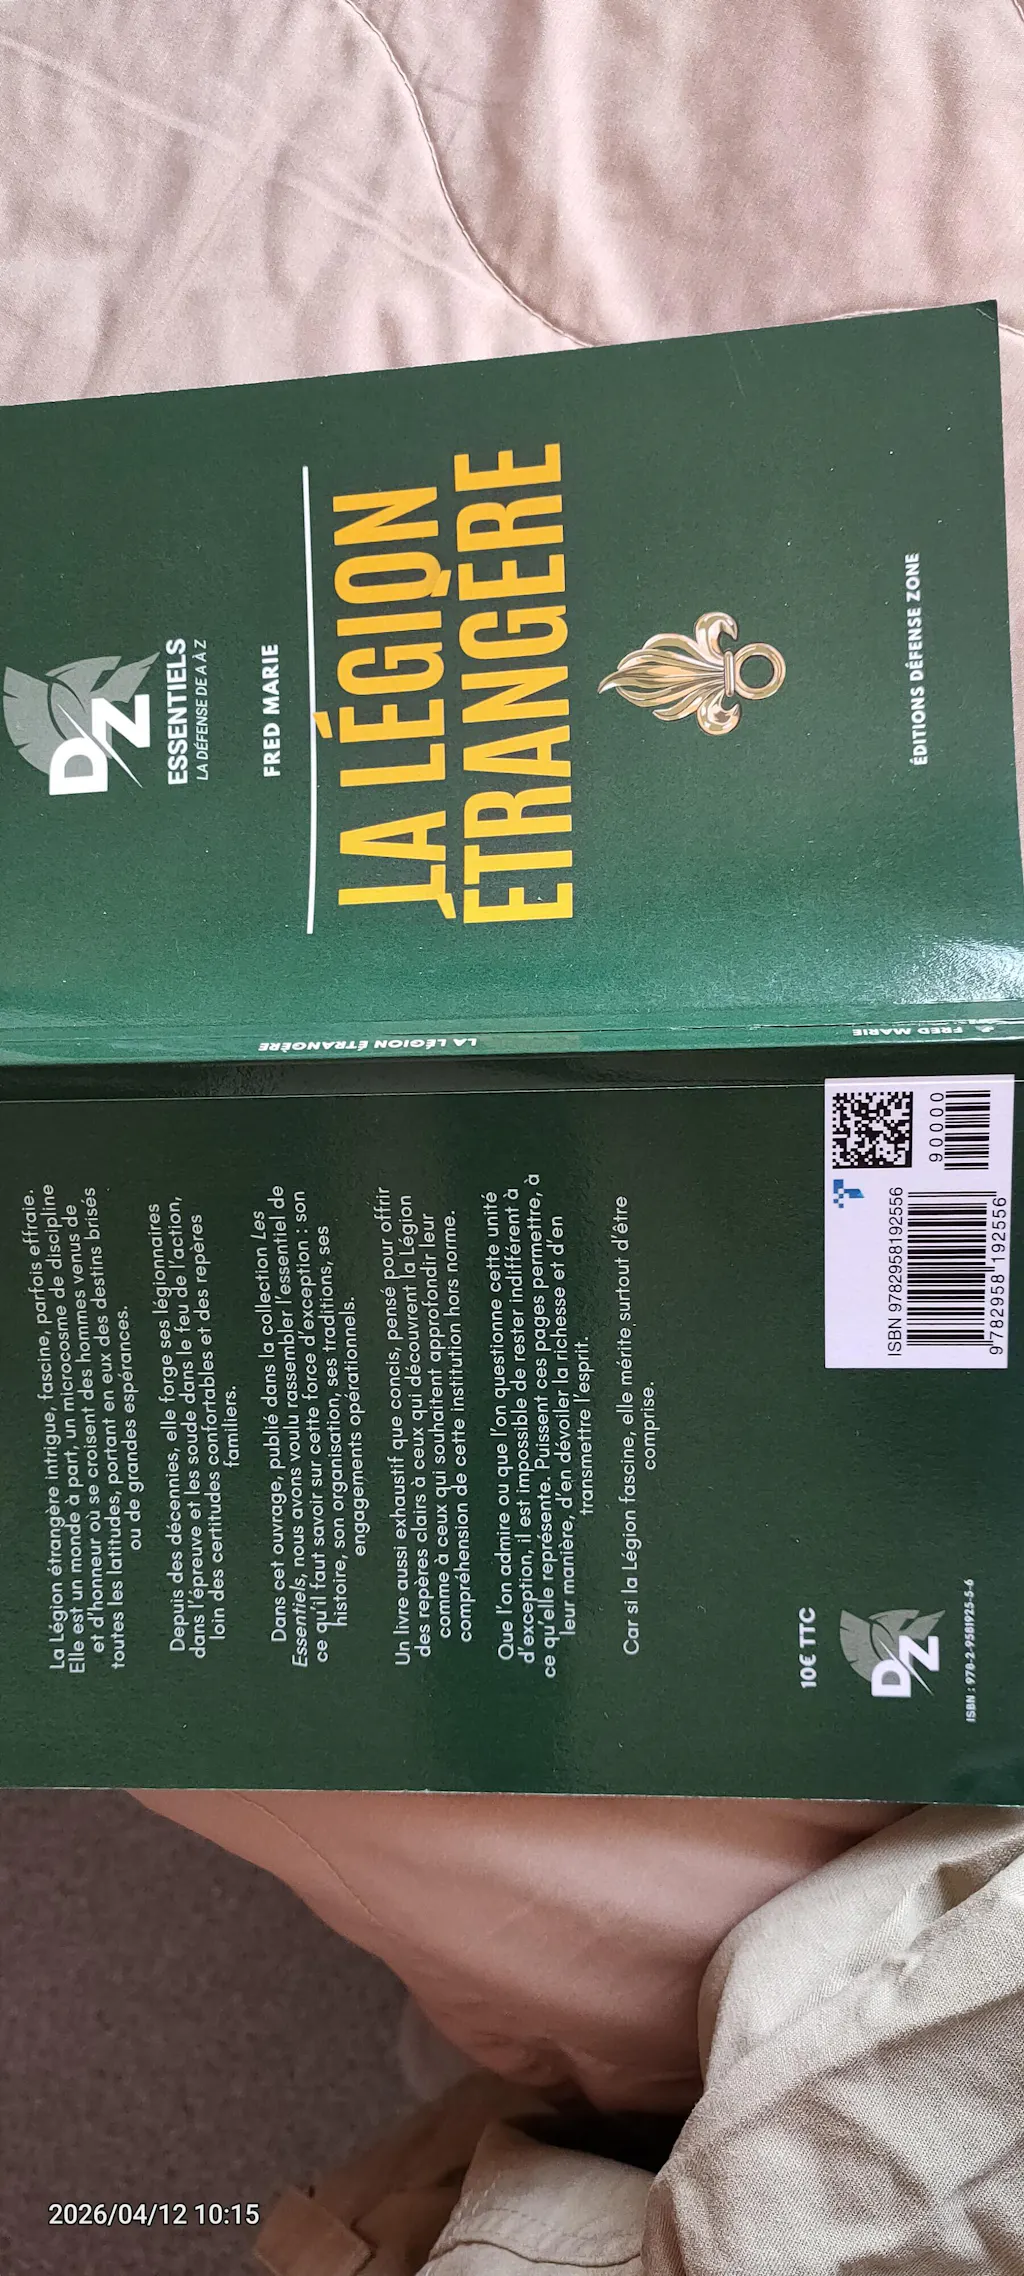 DZ
ESSENTIELS
LA DÉFENSE DE A À Z
FRED MARIE
LA LÉGION
ÉTRANGÈRE
ÉDITIONS DÉFENSE ZONE
LA LÉGION ÉTRANGÈRE
FRED MARIE
La Légion étrangère intrigue, fascine, parfois effraie.
Elle est un monde à part, un microcosme de discipline
et d'honneur où se croisent des hommes venus de
toutes les latitudes, portant en eux des destins brisés
ou de grandes espérances.
Depuis des décennies, elle forge ses légionnaires
dans l'épreuve et les soude dans le feu de l'action,
loin des certitudes confortables et des repères
familiers.
Dans cet ouvrage, publié dans la collection Les
Essentiels, nous avons voulu rassembler l'essentiel de
ce qu'il faut savoir sur cette force d'exception : son
histoire, son organisation, ses traditions, ses
engagements opérationnels.
Un livre aussi exhaustif que concis, pensé pour offrir
des repères clairs à ceux qui découvrent la Légion
comme à ceux qui souhaitent approfondir leur
compréhension de cette institution hors norme.
Que l'on admire ou que l'on questionne cette unité
d'exception, il est impossible de rester indifférent à
ce qu'elle représente. Puissent ces pages permettre, à
leur manière, d'en dévoiler la richesse et d'en
transmettre l'esprit.
Car si la Légion fascine, elle mérite surtout d'être
comprise.
10€ TTC
DZ
ISBN : 978-2-9581925-5-6
ISBN 9782958192556
90000
9 782958 192556
2026/04/12 10:15